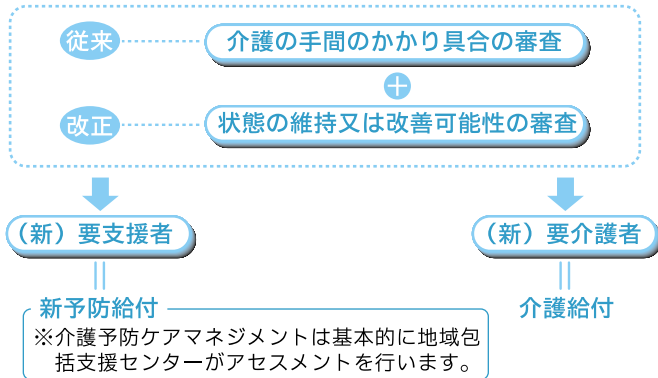 従来 介護の手間のかかり具合の審査
＋
改正 状態の維持又は改善可能性の審査
（新）要支援者 （新）要介護者
新予防給付 介護給付
※介護予防ケアマネジメントは基本的に地域包
括支援センターがアセスメントを行います。